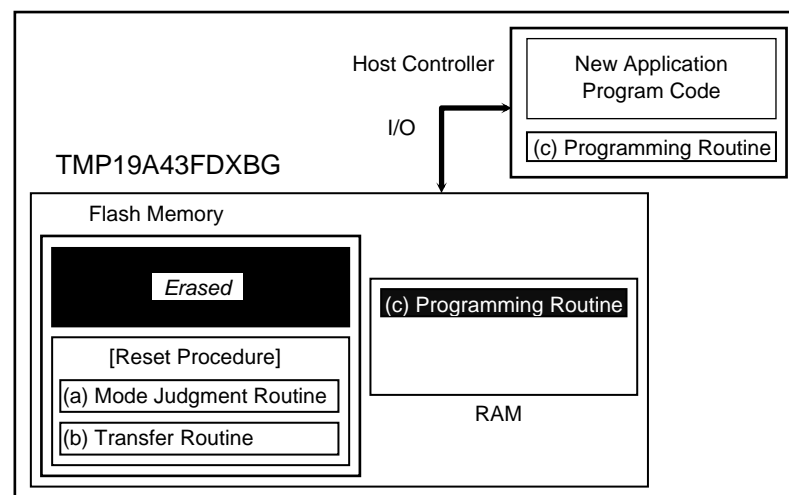 Host Controller
New Application
Program Code
I/O
(c) Programming Routine
TMP19A43FDXBG
Flash Memory
Erased
(c) Programming Routine
[Reset Procedure]
(a) Mode Judgment Routine
RAM
(b) Transfer Routine